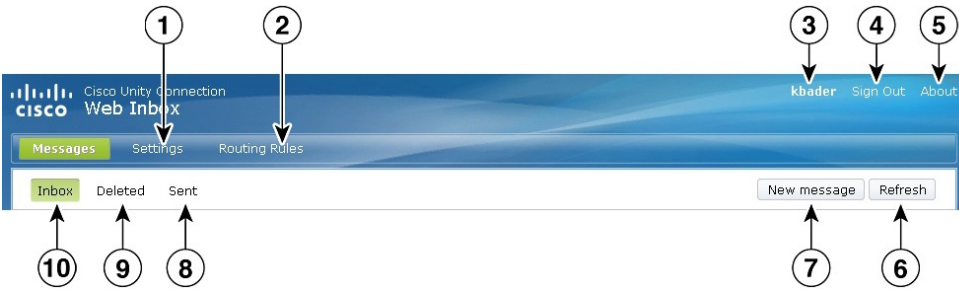 1 2 3 4 5
Cisco Unity Connection
CISCO Web Inbox
kbader Sign Out About
Messages Settings Routing Rules
Inbox Deleted Sent New message Refresh
10 9 8 7 6